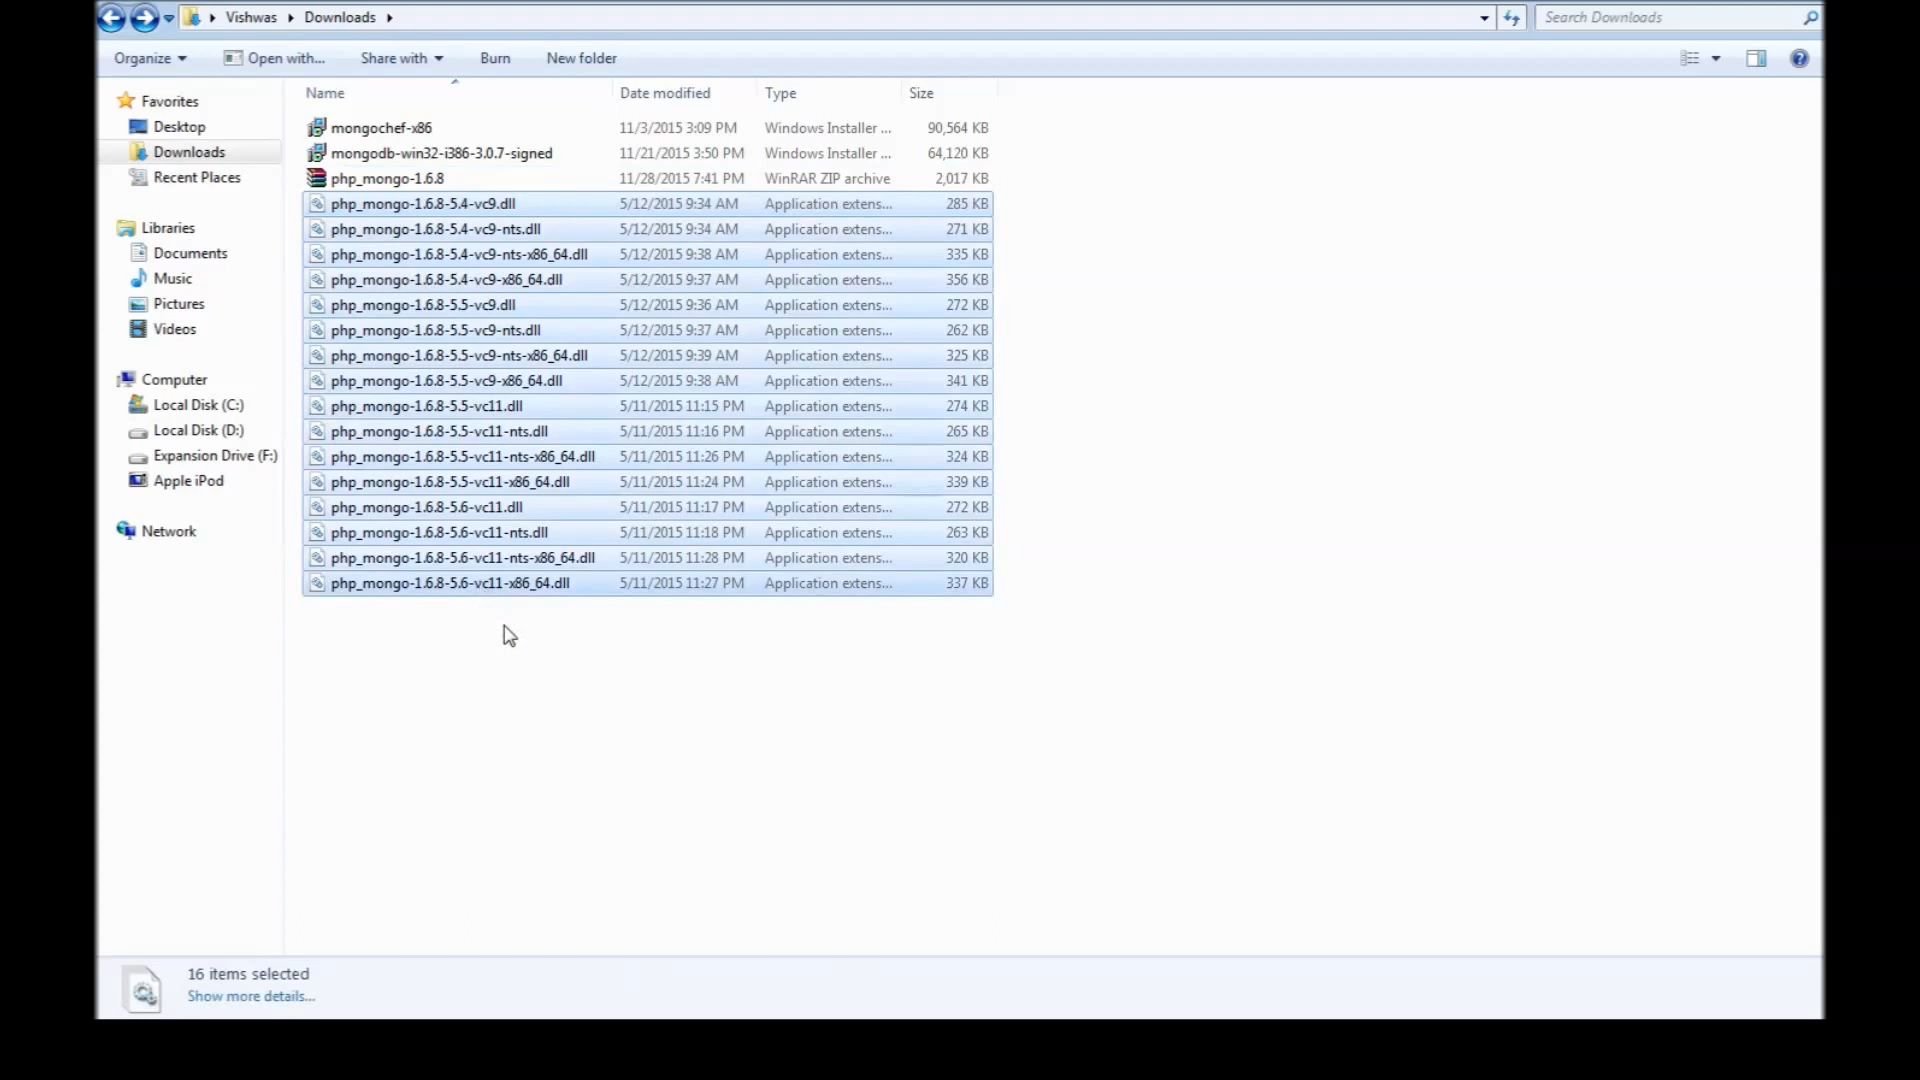 Vishwas Downloads
Search Downloads
Organize Open with... Share with Burn New folder
Favorites
Desktop
Downloads
Recent Places
Libraries
Documents
Music
Pictures
Videos
Computer
Local Disk (C:)
Local Disk (D:)
Expansion Drive (F:)
Apple iPod
Network
Name Date modified Type Size
mongochef-x86 11/3/2015 3:09 PM Windows Installer ... 90,564 KB
mongodb-win32-i386-3.0.7-signed 11/21/2015 3:50 PM Windows Installer ... 64,120 KB
php_mongo-1.6.8 11/28/2015 7:41 PM WinRAR ZIP archive 2,017 KB
php_mongo-1.6.8-5.4-vc9.dll 5/12/2015 9:34 AM Application extens... 285 KB
php_mongo-1.6.8-5.4-vc9-nts.dll 5/12/2015 9:34 AM Application extens... 271 KB
php_mongo-1.6.8-5.4-vc9-nts-x86_64.dll 5/12/2015 9:38 AM Application extens... 335 KB
php_mongo-1.6.8-5.4-vc9-x86_64.dll 5/12/2015 9:37 AM Application extens... 356 KB
php_mongo-1.6.8-5.5-vc9.dll 5/12/2015 9:36 AM Application extens... 272 KB
php_mongo-1.6.8-5.5-vc9-nts.dll 5/12/2015 9:37 AM Application extens... 262 KB
php_mongo-1.6.8-5.5-vc9-nts-x86_64.dll 5/12/2015 9:39 AM Application extens... 325 KB
php_mongo-1.6.8-5.5-vc9-x86_64.dll 5/12/2015 9:38 AM Application extens... 341 KB
php_mongo-1.6.8-5.5-vc11.dll 5/11/2015 11:15 PM Application extens... 274 KB
php_mongo-1.6.8-5.5-vc11-nts.dll 5/11/2015 11:16 PM Application extens... 265 KB
php_mongo-1.6.8-5.5-vc11-nts-x86_64.dll 5/11/2015 11:26 PM Application extens... 324 KB
php_mongo-1.6.8-5.5-vc11-x86_64.dll 5/11/2015 11:24 PM Application extens... 339 KB
php_mongo-1.6.8-5.6-vc11.dll 5/11/2015 11:17 PM Application extens... 272 KB
php_mongo-1.6.8-5.6-vc11-nts.dll 5/11/2015 11:18 PM Application extens... 263 KB
php_mongo-1.6.8-5.6-vc11-nts-x86_64.dll 5/11/2015 11:28 PM Application extens... 320 KB
php_mongo-1.6.8-5.6-vc11-x86_64.dll 5/11/2015 11:27 PM Application extens... 337 KB
16 items selected
Show more details...